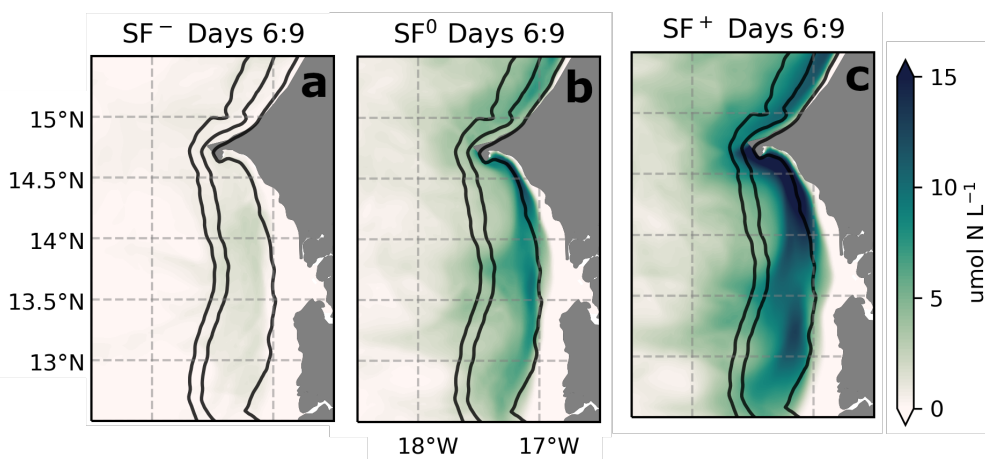 SF⁻ Days 6:9
SF⁰ Days 6:9
SF⁺ Days 6:9
a
b
c
15°N
14.5°N
14°N
13.5°N
13°N
18°W
17°W
15
10
5
0
umol N L⁻¹